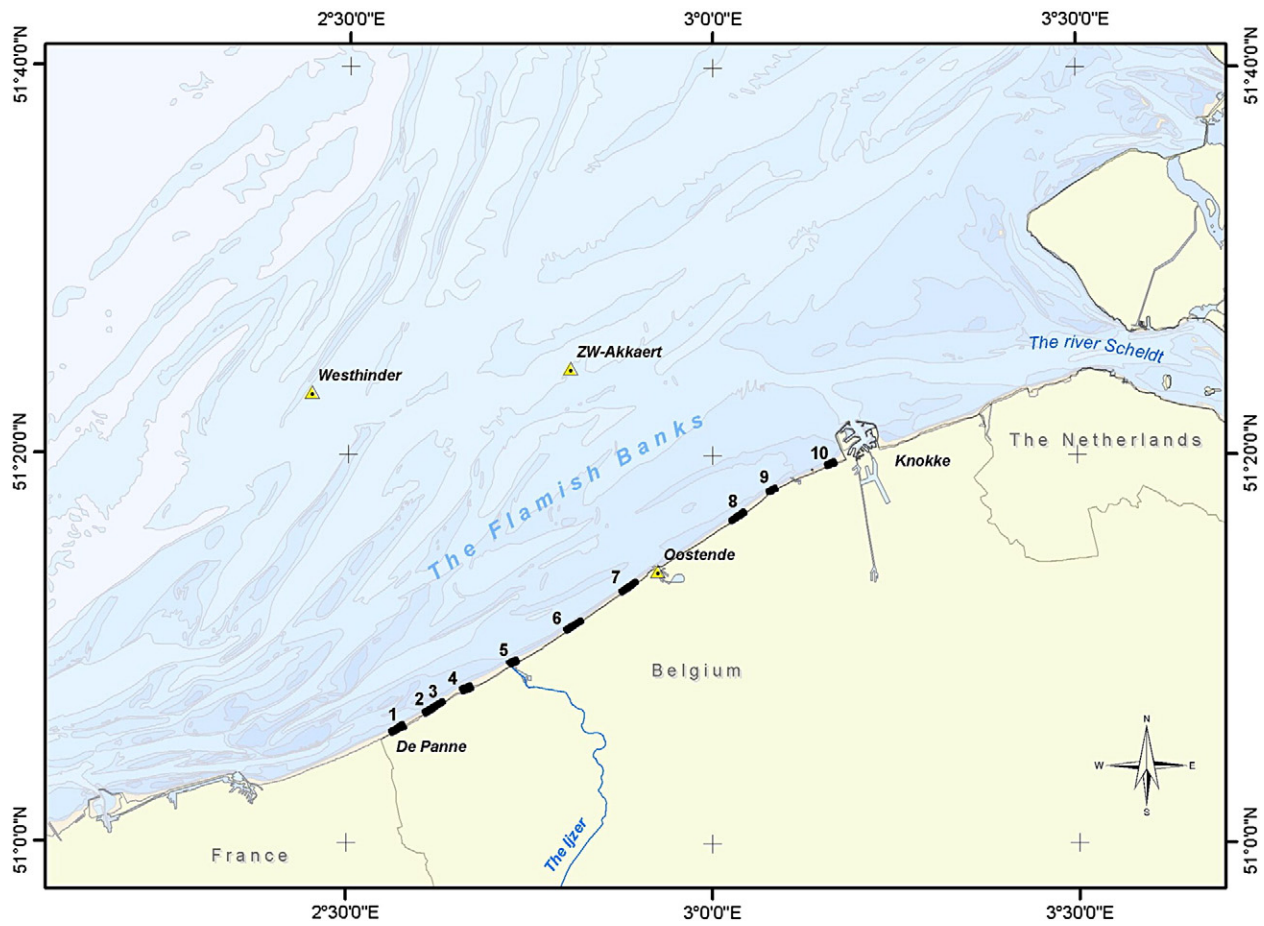 2°30'0"E 3°0'0"E 3°30'0"E
51°40'0"N 51°40'0"N
The river Scheldt
ZW-Akkaert
Westhinder
The Flamish Banks
The Netherlands
51°20'0"N 51°20'0"N
10
Knokke
9
8
Oostende
7
6
5
Belgium
4
3
2
1
De Panne
N
W E
S
The Ijzer
France
51°0'0"N 51°0'0"N
2°30'0"E 3°0'0"E 3°30'0"E